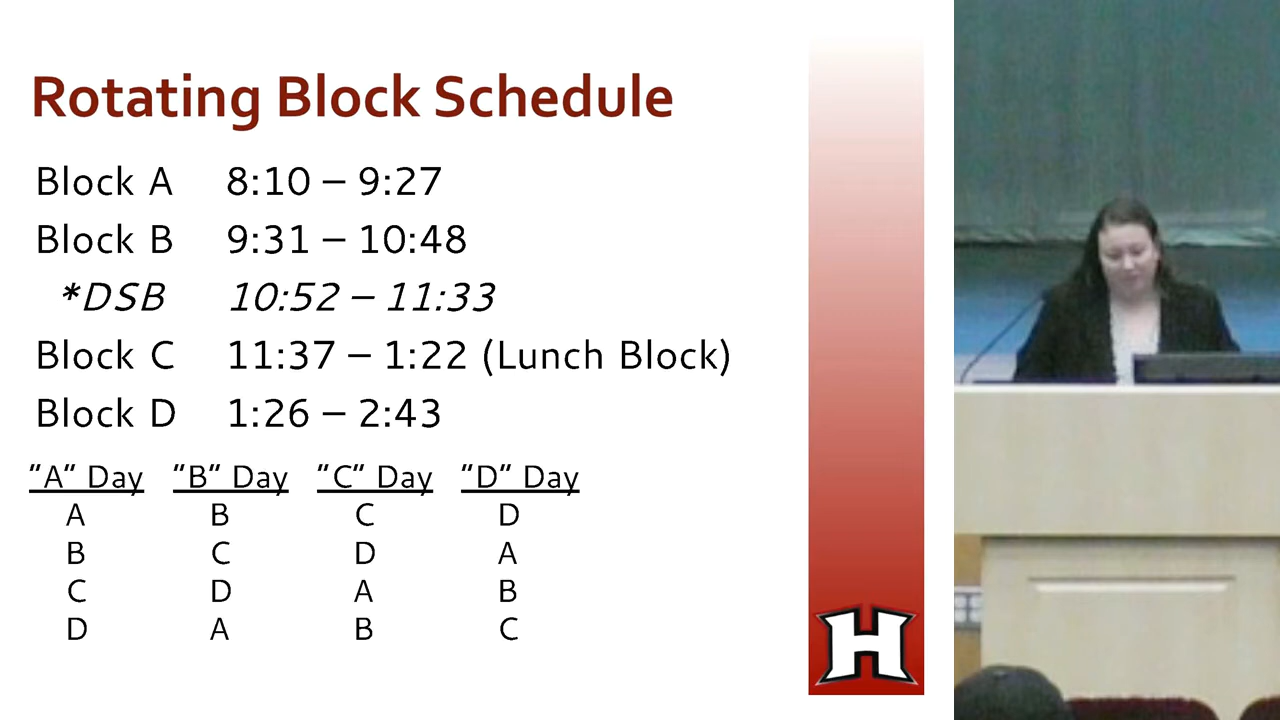 Rotating Block Schedule
Block A 8:10 – 9:27
Block B 9:31 – 10:48
*DSB 10:52 – 11:33
Block C 11:37 – 1:22 (Lunch Block)
Block D 1:26 – 2:43
"A" Day "B" Day "C" Day "D" Day
A B C D
B C D A
C D A B
D A B C
H